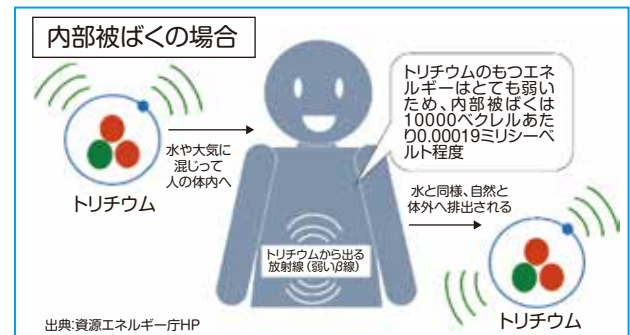 内部被ばくの場合
トリチウムのもつエネ
ルギーはとても弱い
ため、内部被ばくは
10000ベクレルあた
り0.00019ミリシーベ
ルト程度
水や大気に
混じって
人の体内へ
トリチウム
水と同様、自然と
体外へ排出される
トリチウムから出る
放射線（弱いβ線）
トリチウム
出典:資源エネルギー庁HP